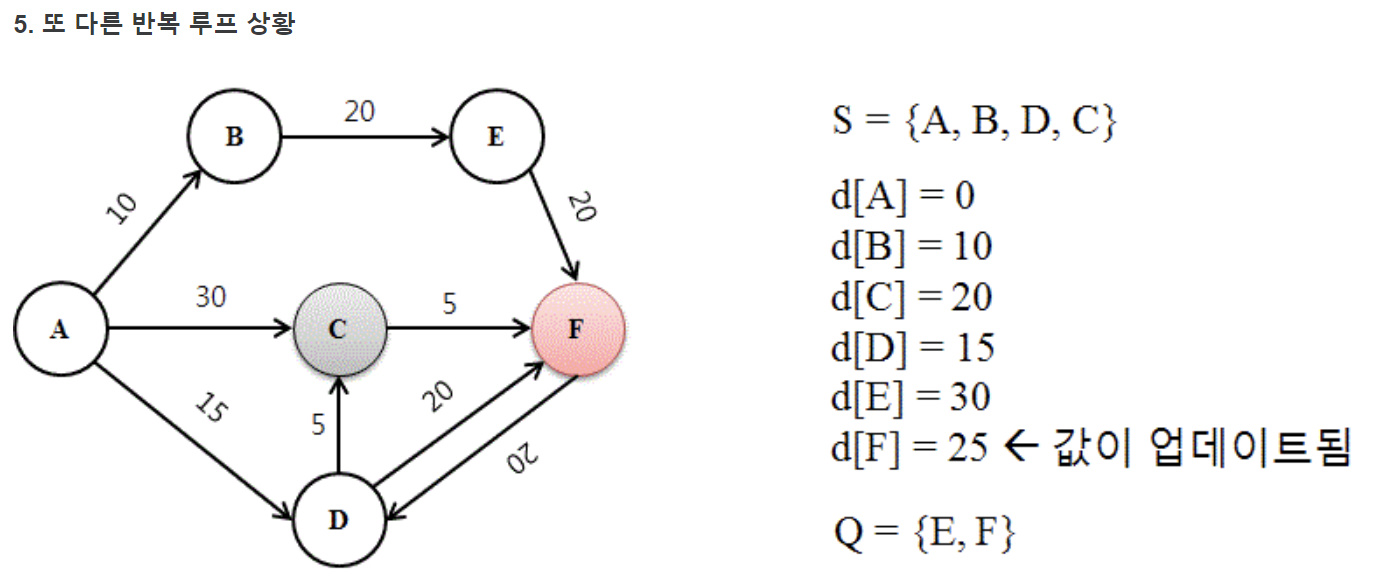 5. 또 다른 반복 루프 상황
B
20
E
10
20
A
30
C
5
F
15
5
20
20
D
S = {A, B, D, C}
d[A] = 0
d[B] = 10
d[C] = 20
d[D] = 15
d[E] = 30
d[F] = 25 ← 값이 업데이트됨
Q = {E, F}